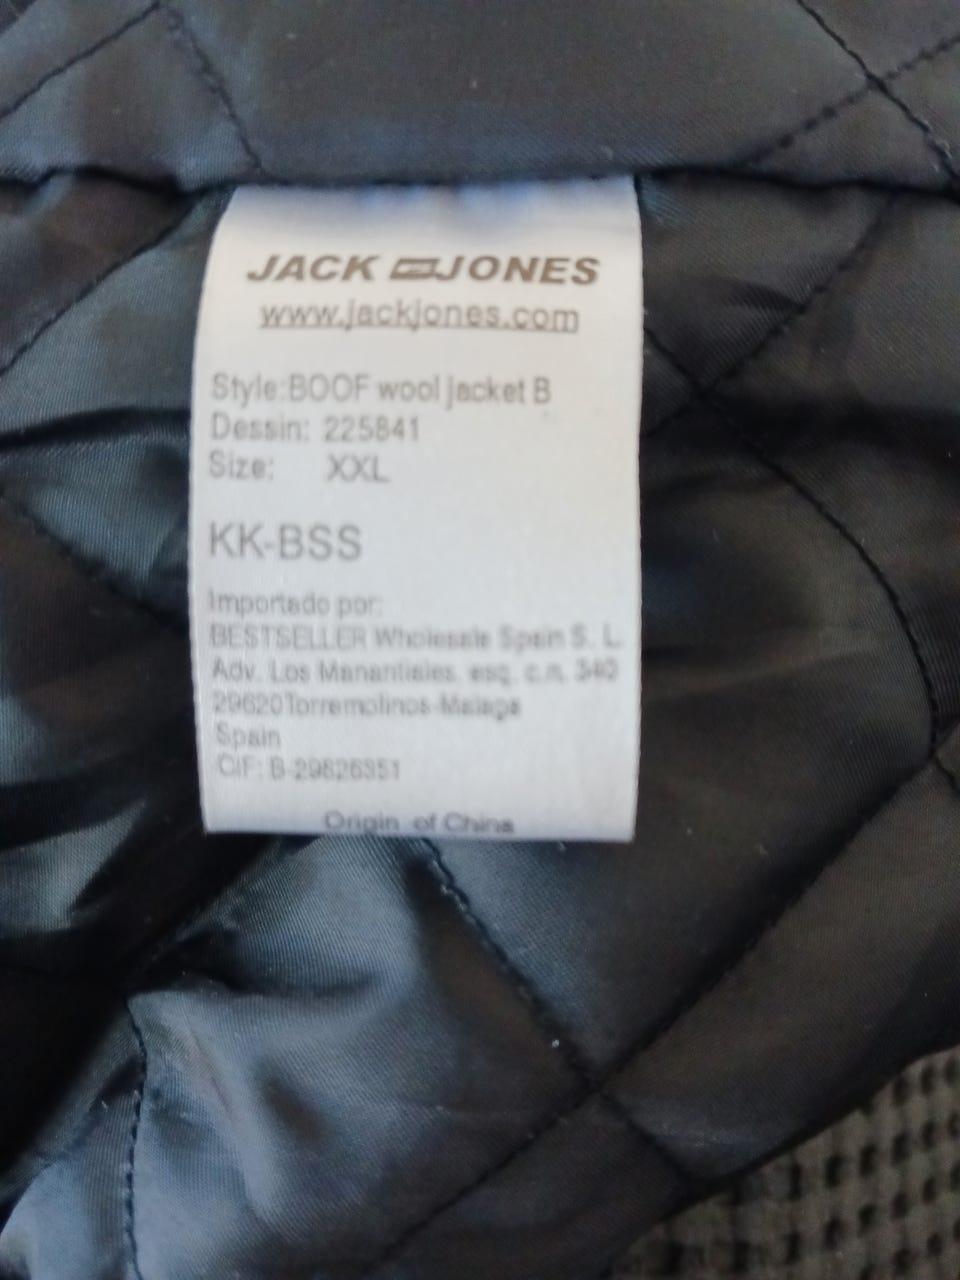 JACK JONES
www.jackjones.com
Style:BOOF wool jacket B
Dessin: 225841
Size: XXL
KK-BSS
Importado por:
BESTSELLER Wholesale Spain S. L.
Adv. Los Manantiales. esq. c.n. 340
29620Torremolinos-Malaga
Spain
CIF: B-29826351
Origin of China